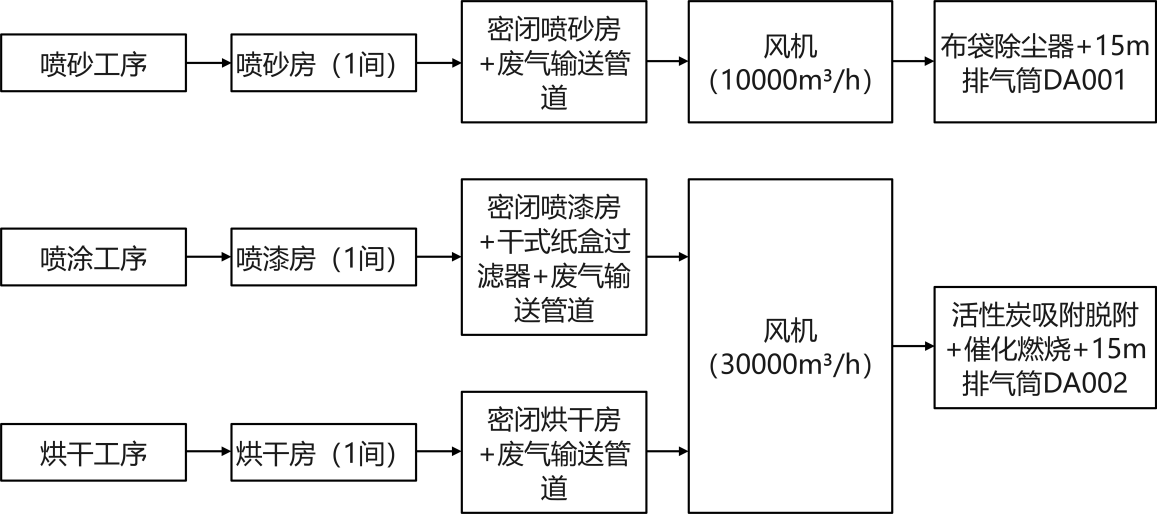 喷砂工序
喷砂房（1间）
密闭喷砂房
+废气输送管
道
风机
（10000m³/h）
布袋除尘器+15m
排气筒DA001
喷涂工序
喷漆房（1间）
密闭喷漆房
+干式纸盒过
滤器+废气输
送管道
风机
（30000m³/h）
活性炭吸附脱附
+催化燃烧+15m
排气筒DA002
烘干工序
烘干房（1间）
密闭烘干房
+废气输送管
道